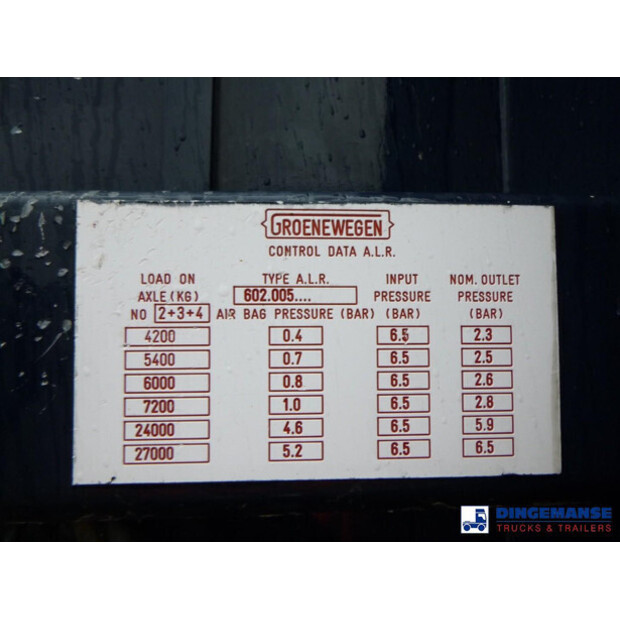 GROENEWEGEN
CONTROL DATA A.L.R.
LOAD ON TYPE A.L.R. INPUT NOM. OUTLET
AXLE (KG) 602.005.... PRESSURE PRESSURE
NO 2+3+4 AIR BAG PRESSURE (BAR) (BAR) (BAR)
4200 0.4 6.5 2.3
5400 0.7 6.5 2.5
6000 0.8 6.5 2.6
7200 1.0 6.5 2.8
24000 4.6 6.5 5.9
27000 5.2 6.5 6.5
DINGEMANSE
TRUCKS & TRAILERS